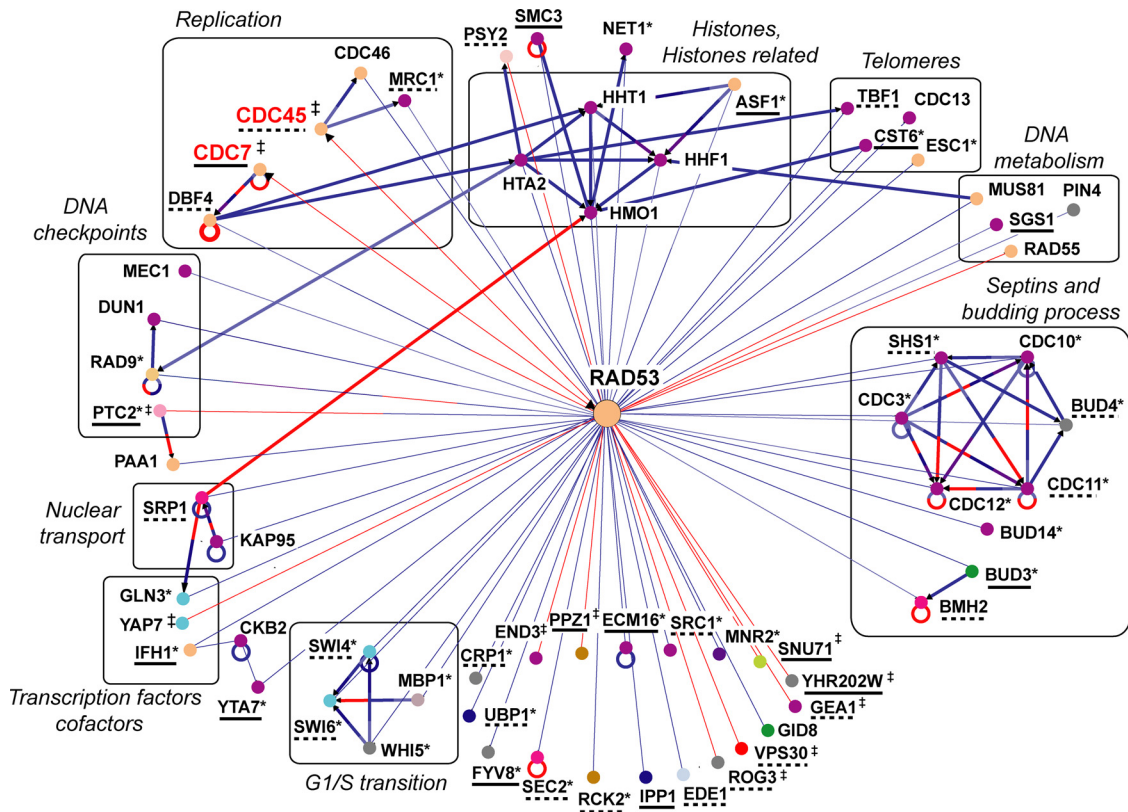 Replication
CDC46
MRC1*
CDC45 ‡
CDC7 ‡
DBF4
PSY2
SMC3
NET1*
Histones,
Histones related
HHT1
ASF1*
HHF1
HTA2
HMO1
Telomeres
TBF1
CDC13
CST6*
ESC1*
DNA
metabolism
MUS81
PIN4
SGS1
RAD55
DNA
checkpoints
MEC1
DUN1
RAD9*
PTC2*‡
PAA1
RAD53
Septins and
budding process
SHS1*
CDC10*
CDC3*
BUD4*
CDC12*
CDC11*
BUD14*
BUD3*
BMH2
Nuclear
transport
SRP1
KAP95
GLN3*
YAP7 ‡
IFH1*
Transcription factors
cofactors
CKB2
YTA7*
SWI4*
MBP1*
SWI6*
WHI5*
G1/S transition
CRP1*
END3‡
PPZ1‡
ECM16*
SRC1*
MNR2*
SNU71 ‡
YHR202W ‡
GEA1‡
GID8
VPS30 ‡
ROG3 ‡
EDE1
IPP1
RCK2*
SEC2*
FYV8*
UBP1*